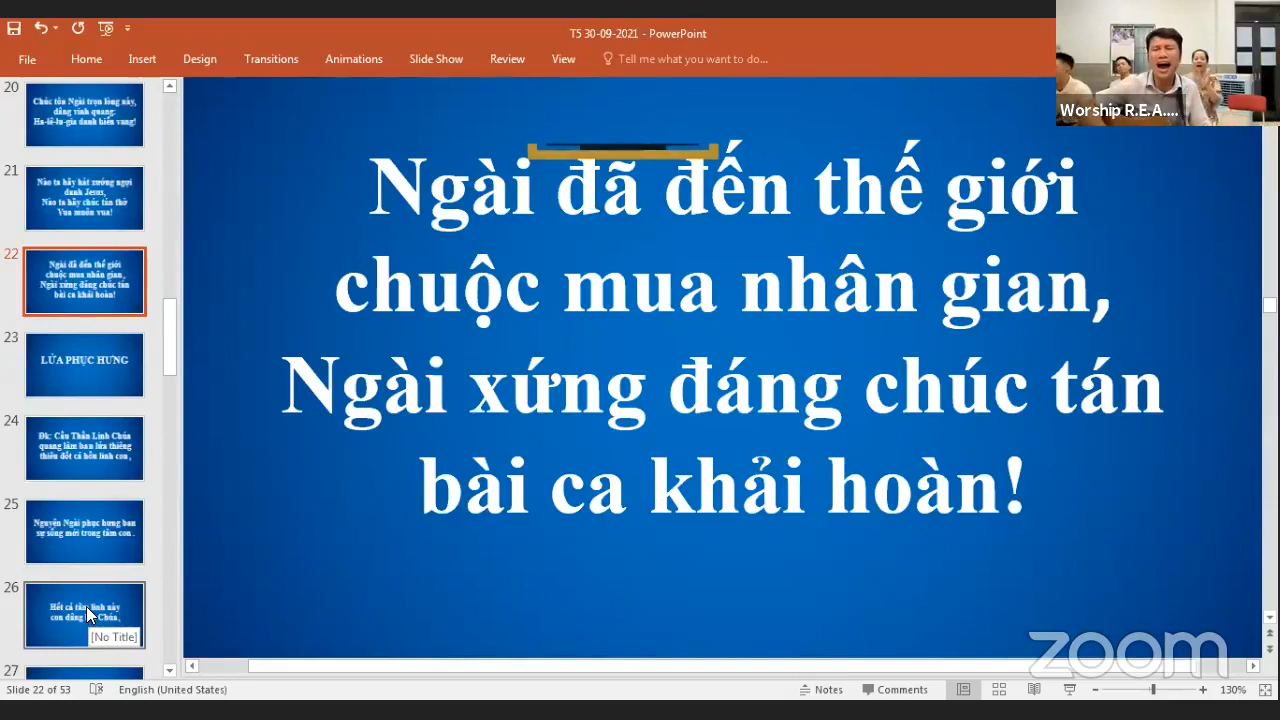 T5 30-09-2021 - PowerPoint
File Home Insert Design Transitions Animations Slide Show Review View Tell me what you want to do...
Worship R.E.A....
20
Chúc tôn Ngài trọn lòng này,
đấng vinh quang:
Ha-lê-lu-gia danh hiển vang!
21
Nào ta hãy hát xướng ngợi
danh Jesus,
Nào ta hãy chúc tán thờ
Vua muôn vua!
22
Ngài đã đến thế giới
chuộc mua nhân gian,
Ngài xứng đáng chúc tán
bài ca khải hoàn!
23
LỬA PHỤC HƯNG
24
Đk: Cầu Thần Linh Chúa
quang lâm ban lửa thiêng
thiêu đốt cả hồn linh con,
25
Nguyện Ngài phục hưng ban
sự sống mới trong tâm con.
26
Hết cả tâm linh này
con dâng Chúa,
[No Title]
27
Ngài đã đến thế giới
chuộc mua nhân gian,
Ngài xứng đáng chúc tán
bài ca khải hoàn!
zoom
Slide 22 of 53 English (United States) Notes Comments 130%